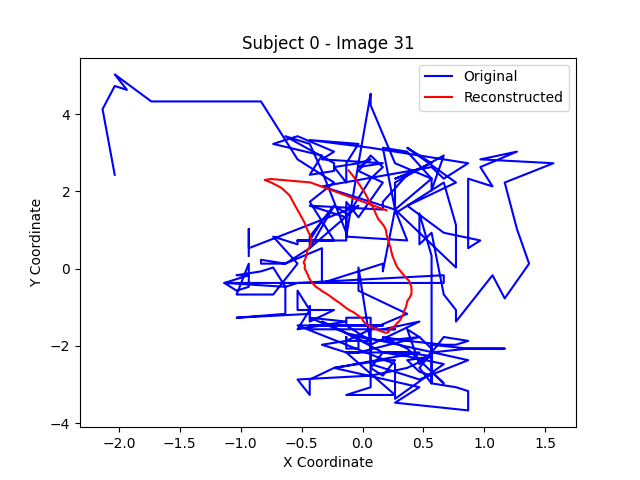 Subject 0 - Image 31
Original
Reconstructed
4
2
0
−2
−4
Y Coordinate
−2.0 −1.5 −1.0 −0.5 0.0 0.5 1.0 1.5
X Coordinate